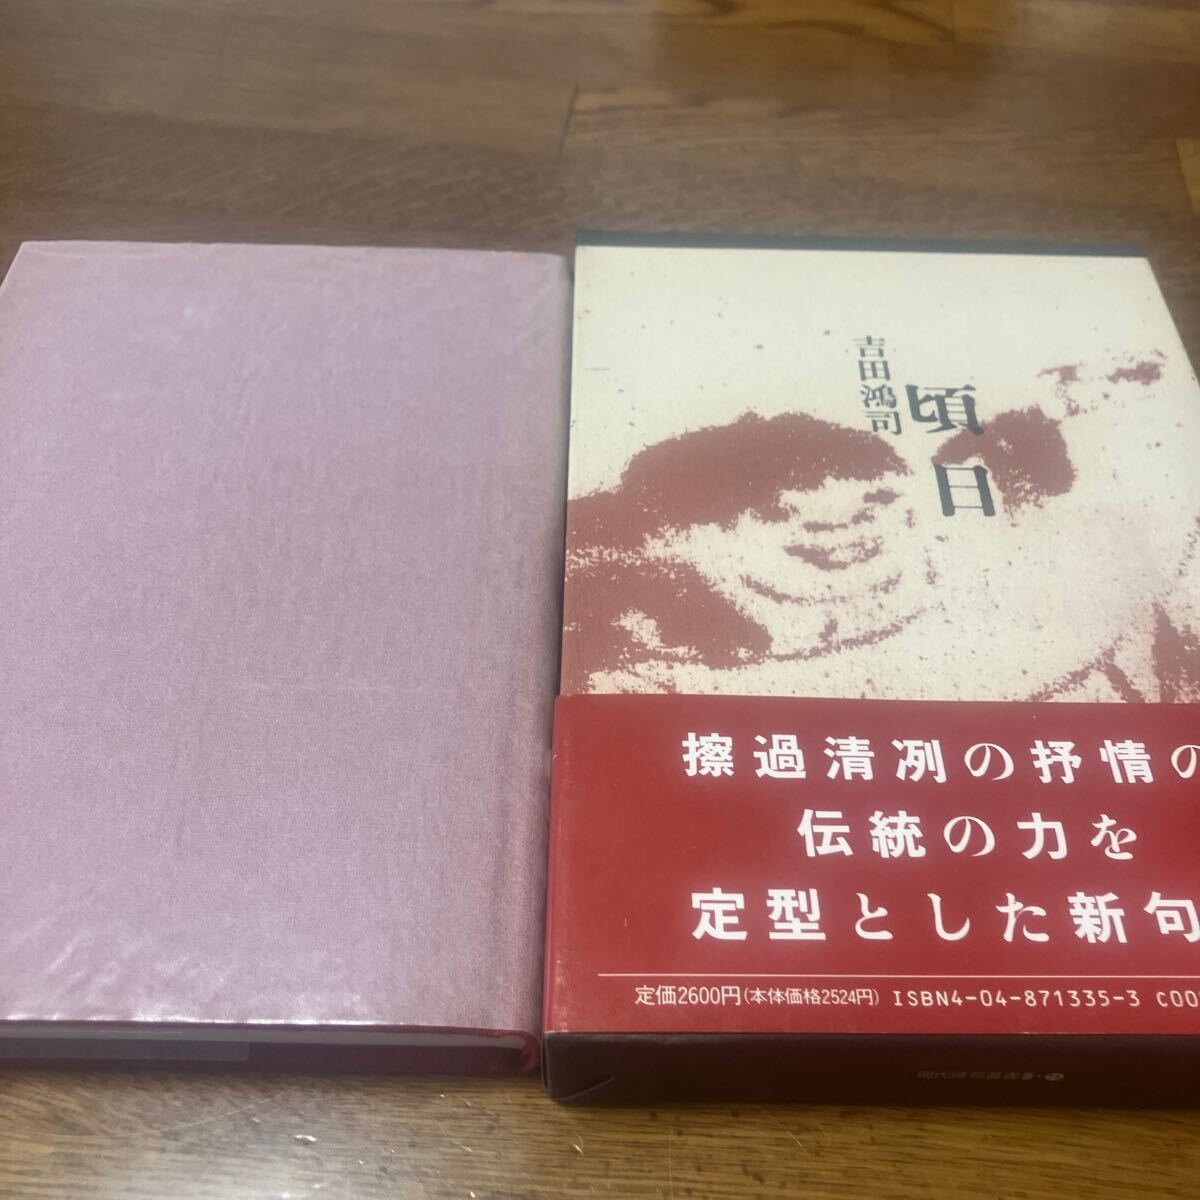 頃日
吉田鴻司
擦過清冽の抒情の
伝統の力を
定型とした新句
定価2600円(本体価格2524円) ISBN4-04-871335-3 C00